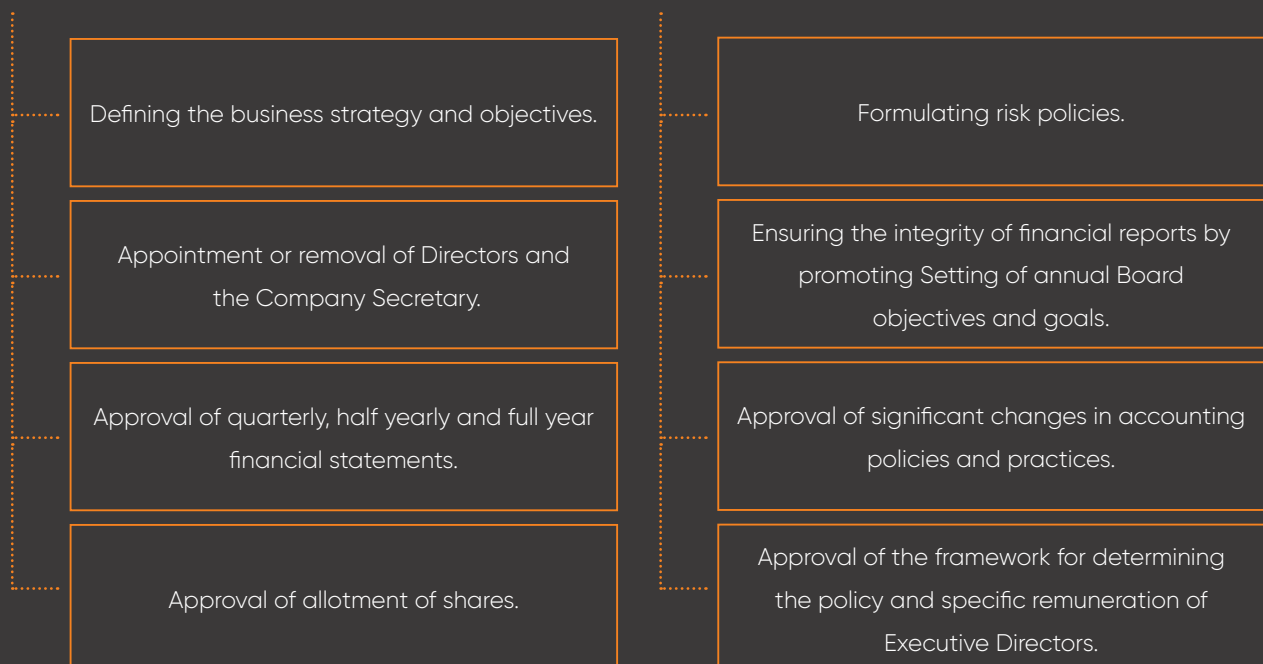 Defining the business strategy and objectives.
Appointment or removal of Directors and
the Company Secretary.
Approval of quarterly, half yearly and full year
financial statements.
Approval of allotment of shares.
Formulating risk policies.
Ensuring the integrity of financial reports by
promoting Setting of annual Board
objectives and goals.
Approval of significant changes in accounting
policies and practices.
Approval of the framework for determining
the policy and specific remuneration of
Executive Directors.